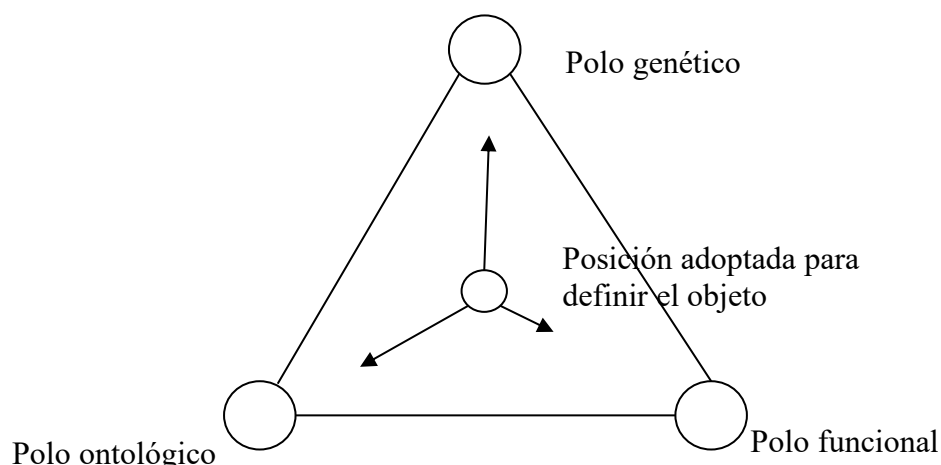 Polo genético
Posición adoptada para
definir el objeto
Polo ontológico
Polo funcional